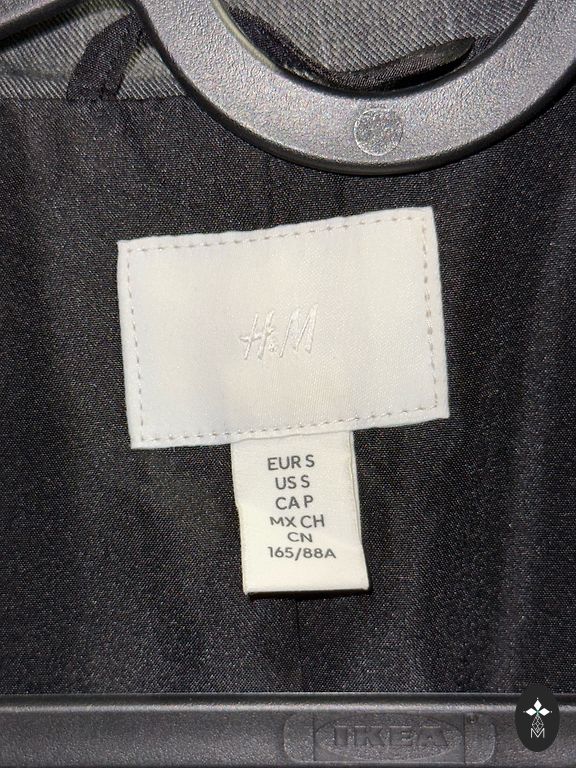 H&M
EUR S
US S
CA P
MX CH
CN
165/88A
IKEA
M